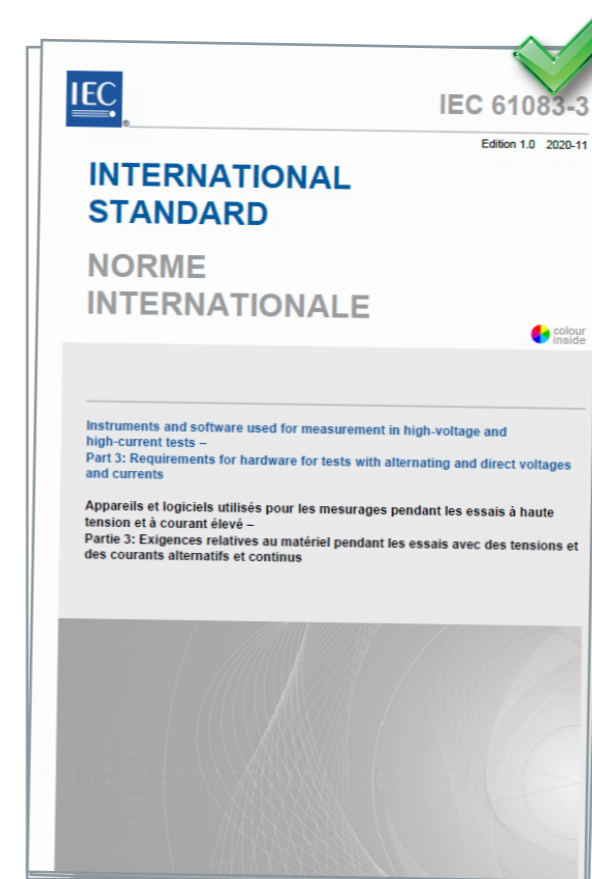 IEC
®
IEC 61083-3
Edition 1.0 2020-11
INTERNATIONAL
STANDARD
NORME
INTERNATIONALE
colour
inside
Instruments and software used for measurement in high-voltage and
high-current tests –
Part 3: Requirements for hardware for tests with alternating and direct voltages
and currents
Appareils et logiciels utilisés pour les mesurages pendant les essais à haute
tension et à courant élevé –
Partie 3: Exigences relatives au matériel pendant les essais avec des tensions et
des courants alternatifs et continus